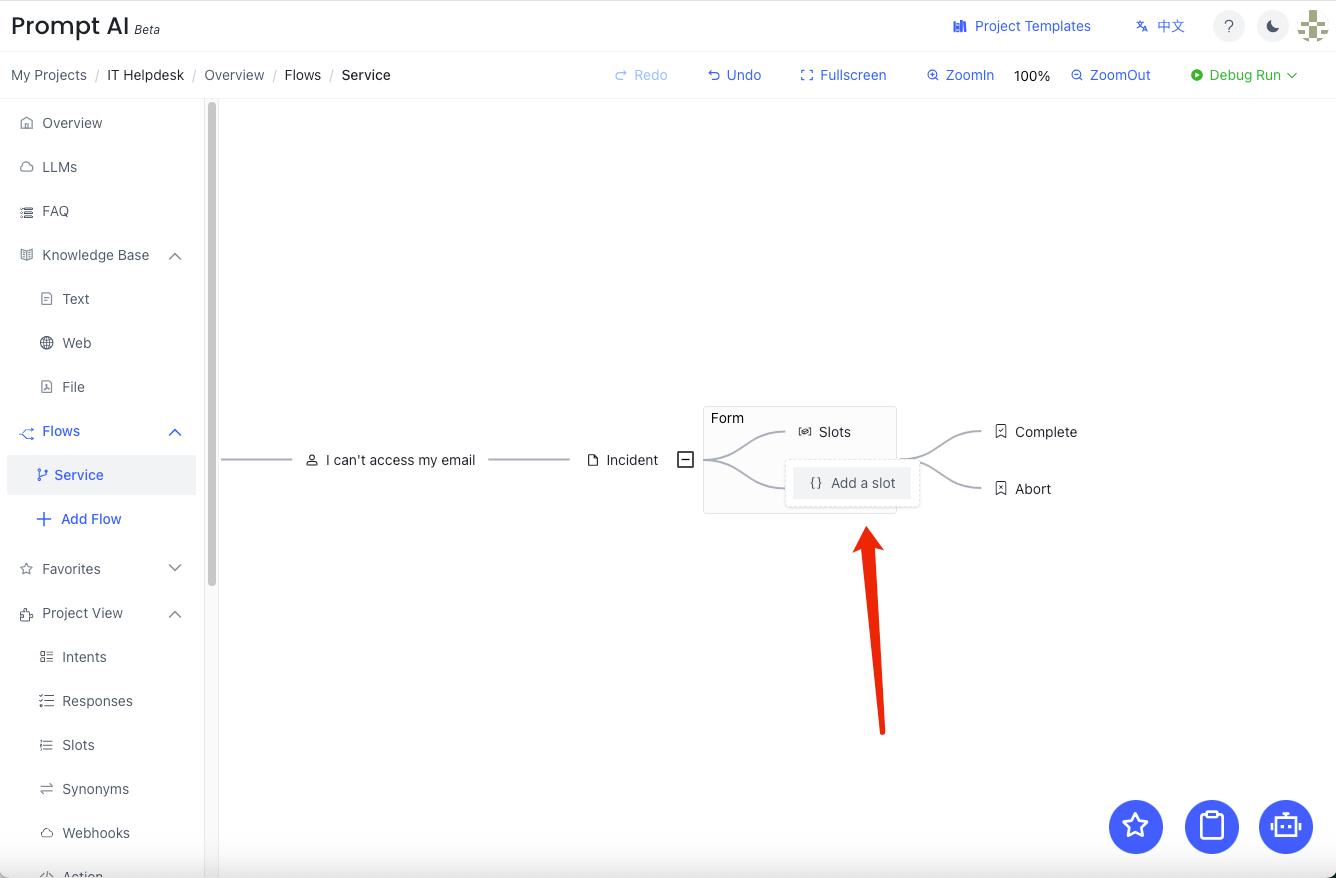 Prompt AI Beta
Project Templates
中文
?
My Projects / IT Helpdesk / Overview / Flows / Service
Redo
Undo
Fullscreen
ZoomIn
100%
ZoomOut
Debug Run
Overview
LLMs
FAQ
Knowledge Base
Text
Web
File
Flows
Service
Add Flow
Favorites
Project View
Intents
Responses
Slots
Synonyms
Webhooks
Action
I can't access my email
Incident
Form
Slots
{} Add a slot
Complete
Abort